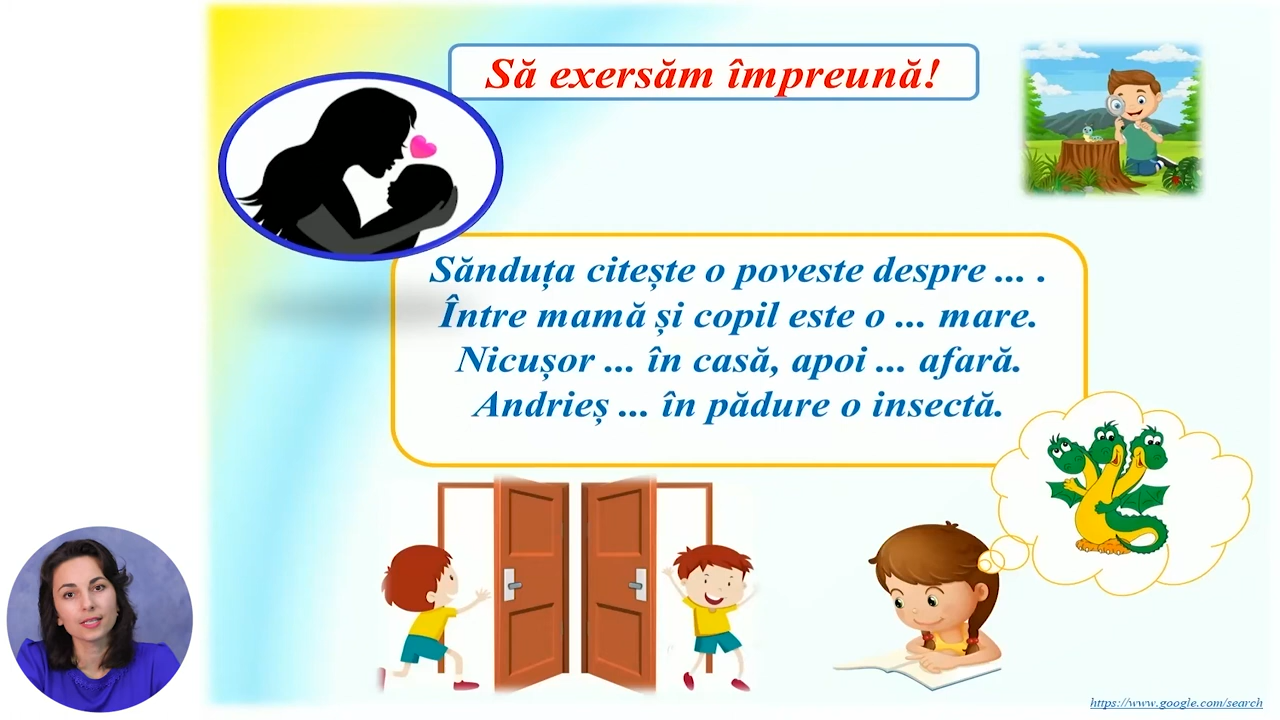 Să exersăm împreună!
Sănduța citește o poveste despre ... .
Între mamă și copil este o ... mare.
Nicușor ... în casă, apoi ... afară.
Andrieș ... în pădure o insectă.
https://www.google.com/search